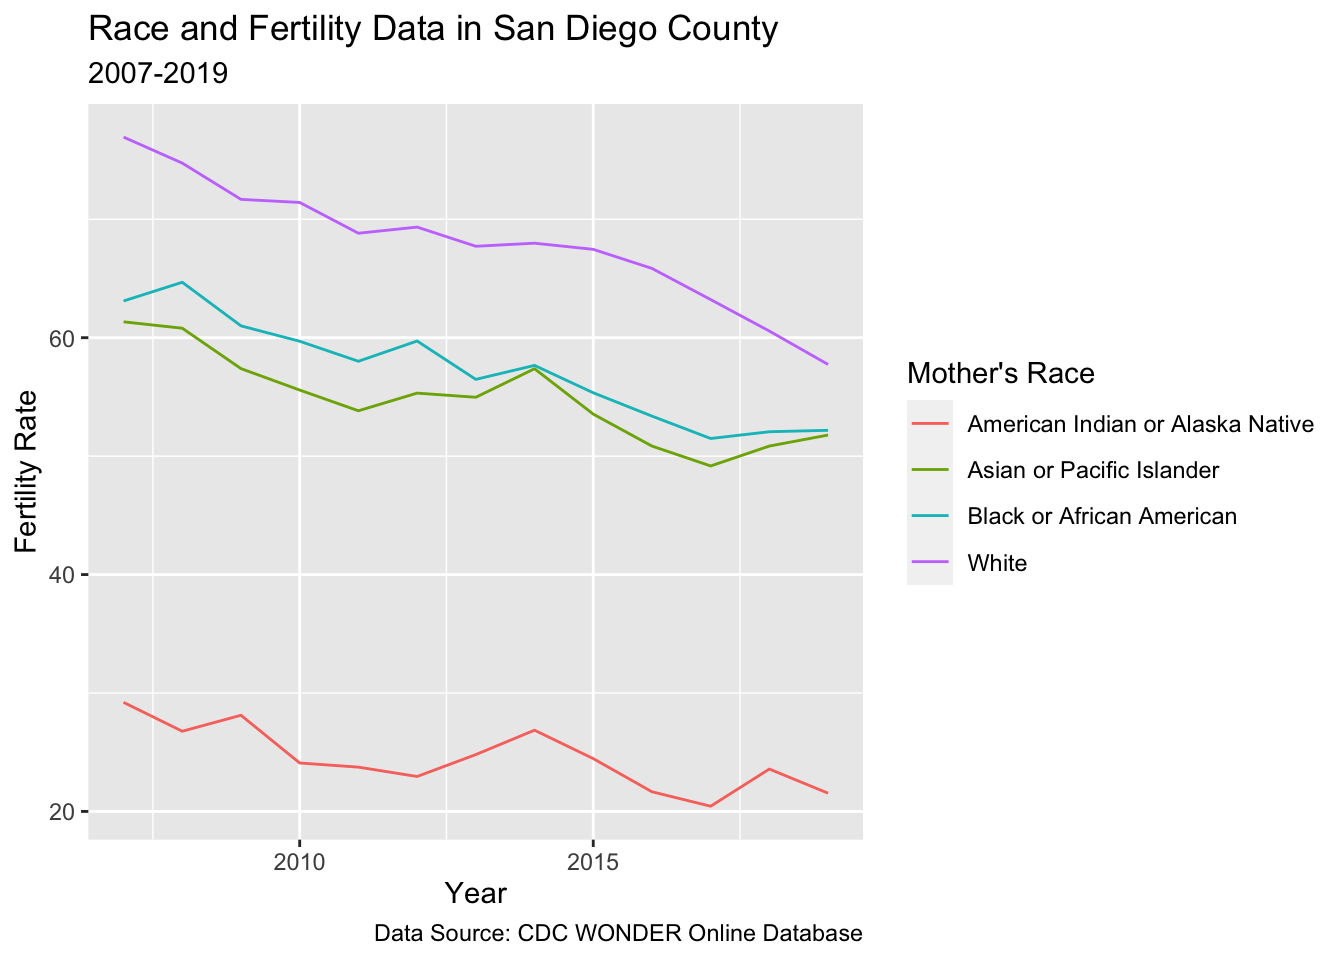 Race and Fertility Data in San Diego County
2007-2019
Fertility Rate
60
40
20
2010
2015
Year
Mother's Race
American Indian or Alaska Native
Asian or Pacific Islander
Black or African American
White
Data Source: CDC WONDER Online Database